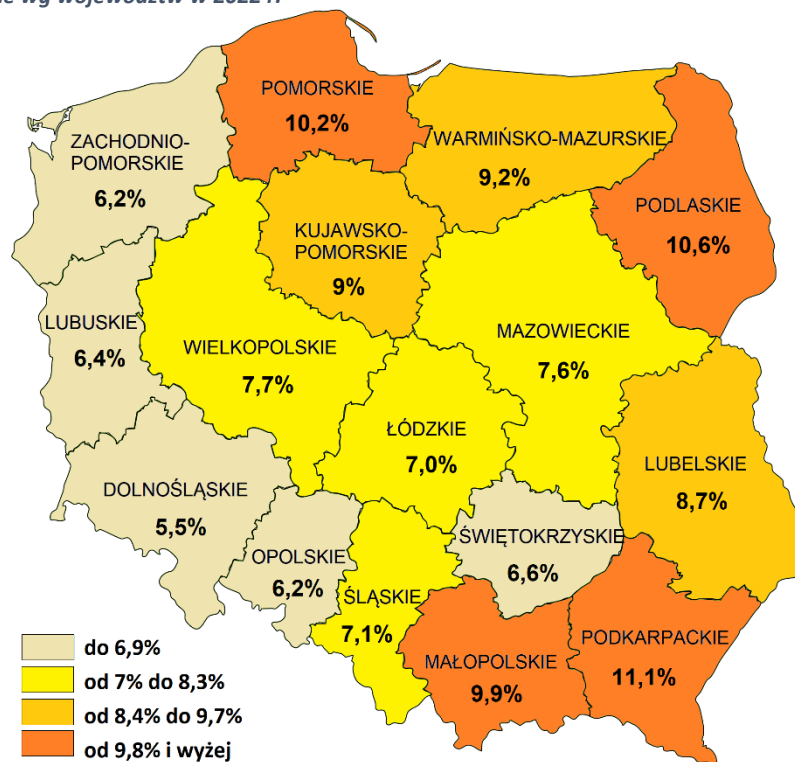 wg województw w 2022 r.
POMORSKIE
10,2%
ZACHODNIO-
POMORSKIE
6,2%
WARMIŃSKO-MAZURSKIE
9,2%
PODLASKIE
10,6%
KUJAWSKO-
POMORSKIE
9%
LUBUSKIE
6,4%
WIELKOPOLSKIE
7,7%
MAZOWIECKIE
7,6%
ŁÓDZKIE
7,0%
LUBELSKIE
8,7%
DOLNOŚLĄSKIE
5,5%
OPOLSKIE
6,2%
ŚWIĘTOKRZYSKIE
6,6%
ŚLĄSKIE
7,1%
MAŁOPOLSKIE
9,9%
PODKARPACKIE
11,1%
do 6,9%
od 7% do 8,3%
od 8,4% do 9,7%
od 9,8% i wyżej